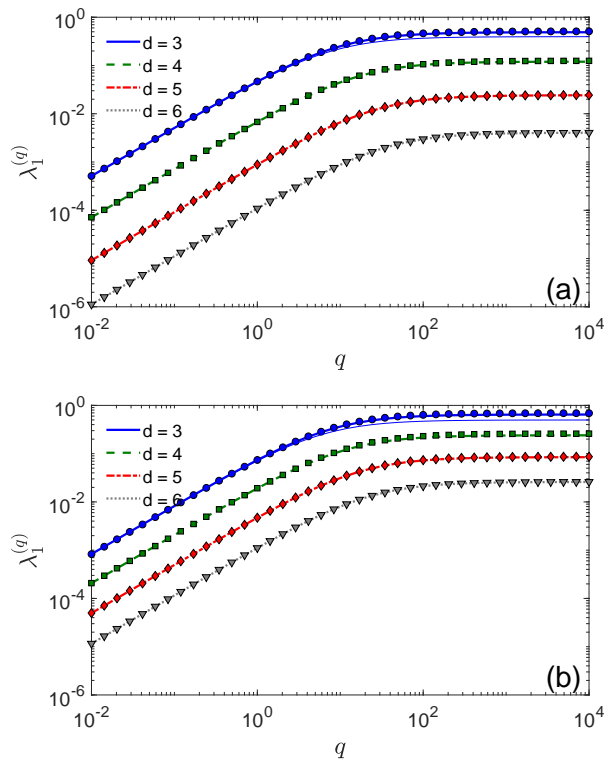 10^0
10^-2
10^-4
10^-6
λ_1^(q)
d = 3
d = 4
d = 5
d = 6
(a)
10^-2 10^0 10^2 10^4
q
10^0
10^-2
10^-4
10^-6
λ_1^(q)
d = 3
d = 4
d = 5
d = 6
(b)
10^-2 10^0 10^2 10^4
q